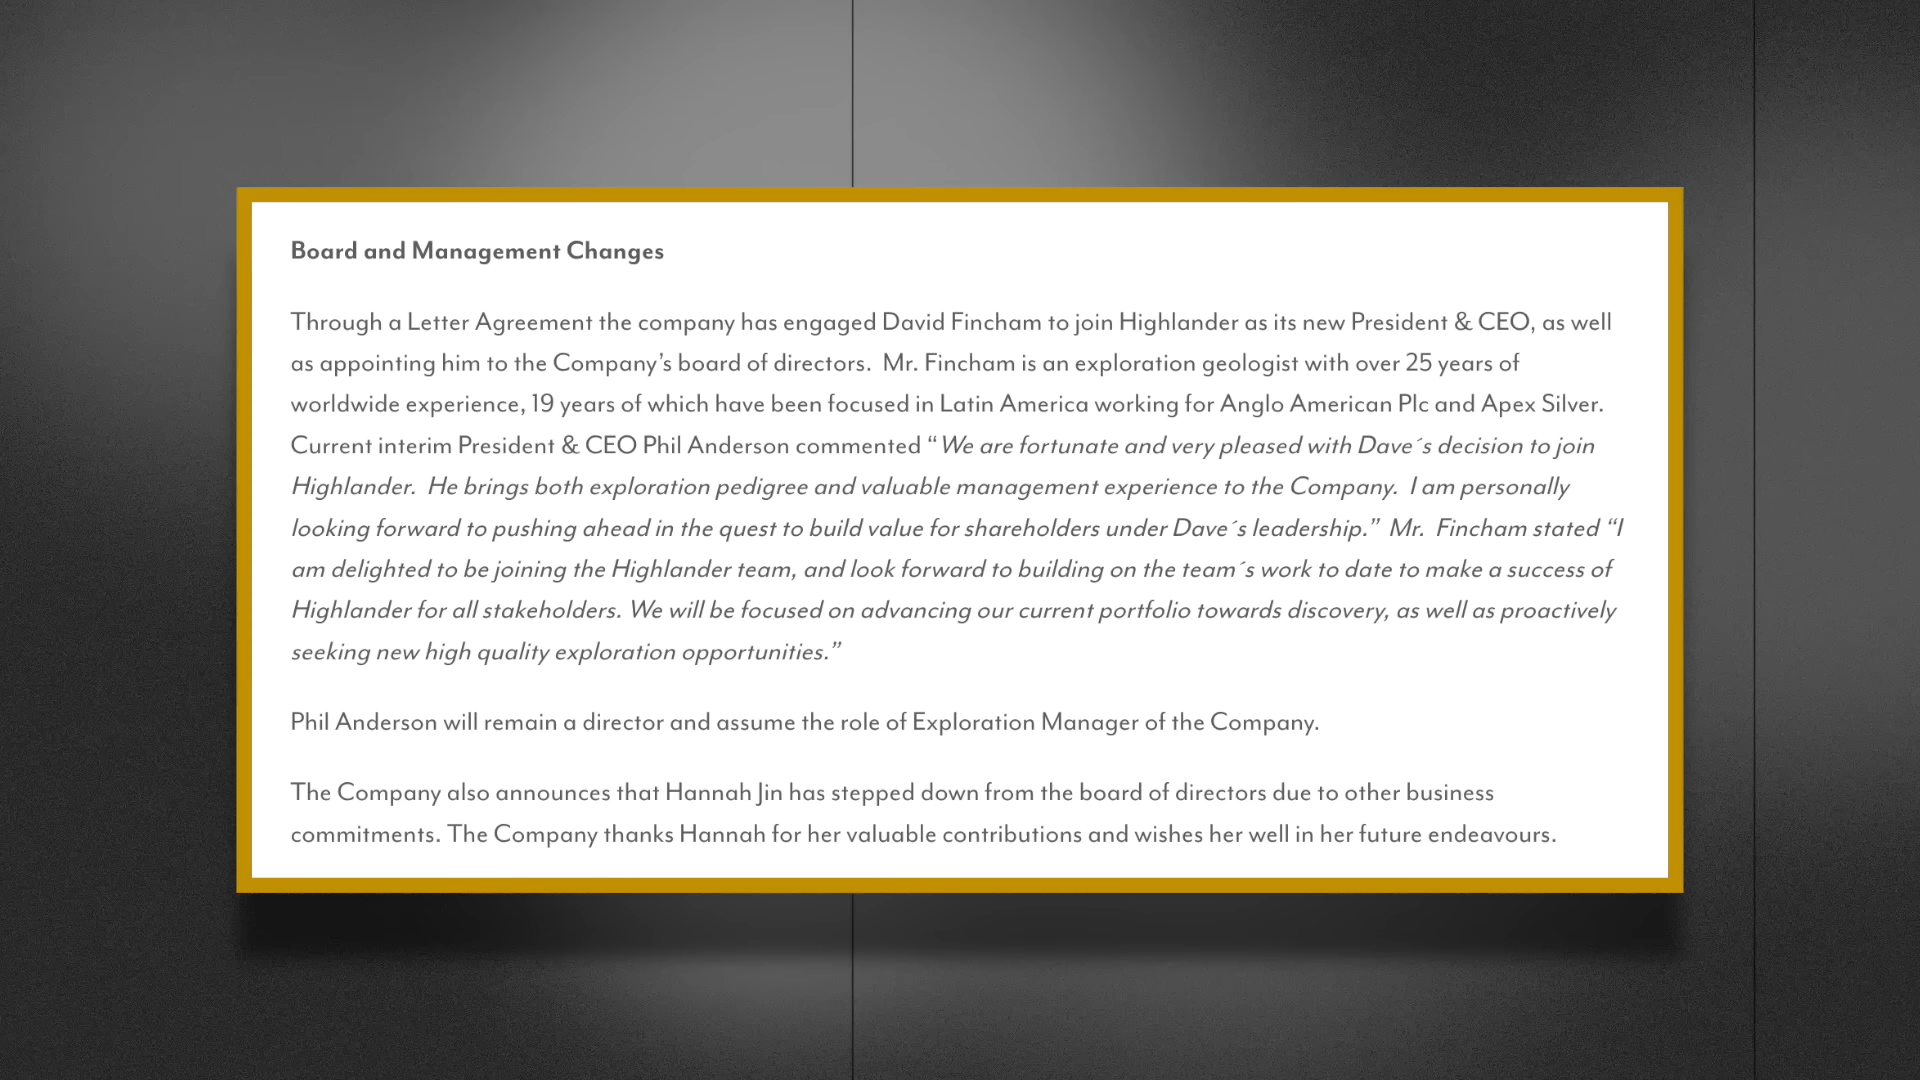 Board and Management Changes
Through a Letter Agreement the company has engaged David Fincham to join Highlander as its new President & CEO, as well
as appointing him to the Company’s board of directors.  Mr. Fincham is an exploration geologist with over 25 years of
worldwide experience, 19 years of which have been focused in Latin America working for Anglo American Plc and Apex Silver.
Current interim President & CEO Phil Anderson commented “We are fortunate and very pleased with Dave´s decision to join
Highlander.  He brings both exploration pedigree and valuable management experience to the Company.  I am personally
looking forward to pushing ahead in the quest to build value for shareholders under Dave´s leadership.”  Mr.  Fincham stated “I
am delighted to be joining the Highlander team, and look forward to building on the team´s work to date to make a success of
Highlander for all stakeholders. We will be focused on advancing our current portfolio towards discovery, as well as proactively
seeking new high quality exploration opportunities.”
Phil Anderson will remain a director and assume the role of Exploration Manager of the Company.
The Company also announces that Hannah Jin has stepped down from the board of directors due to other business
commitments. The Company thanks Hannah for her valuable contributions and wishes her well in her future endeavours.